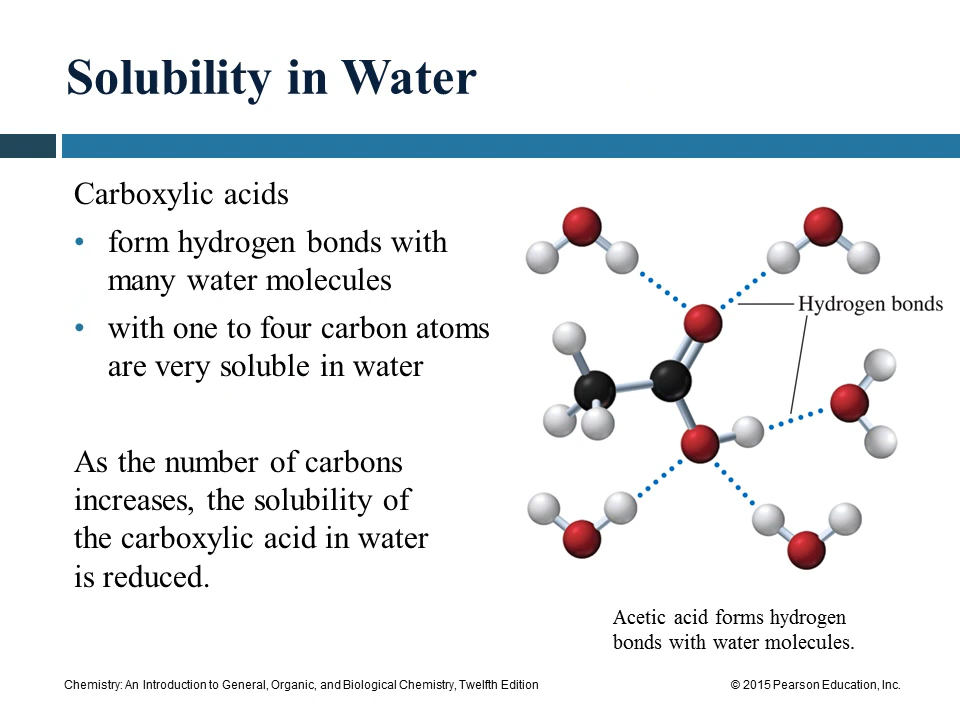 Solubility in Water
Carboxylic acids
• form hydrogen bonds with
many water molecules
• with one to four carbon atoms
are very soluble in water
As the number of carbons
increases, the solubility of
the carboxylic acid in water
is reduced.
Hydrogen bonds
Acetic acid forms hydrogen
bonds with water molecules.
Chemistry: An Introduction to General, Organic, and Biological Chemistry, Twelfth Edition
© 2015 Pearson Education, Inc.